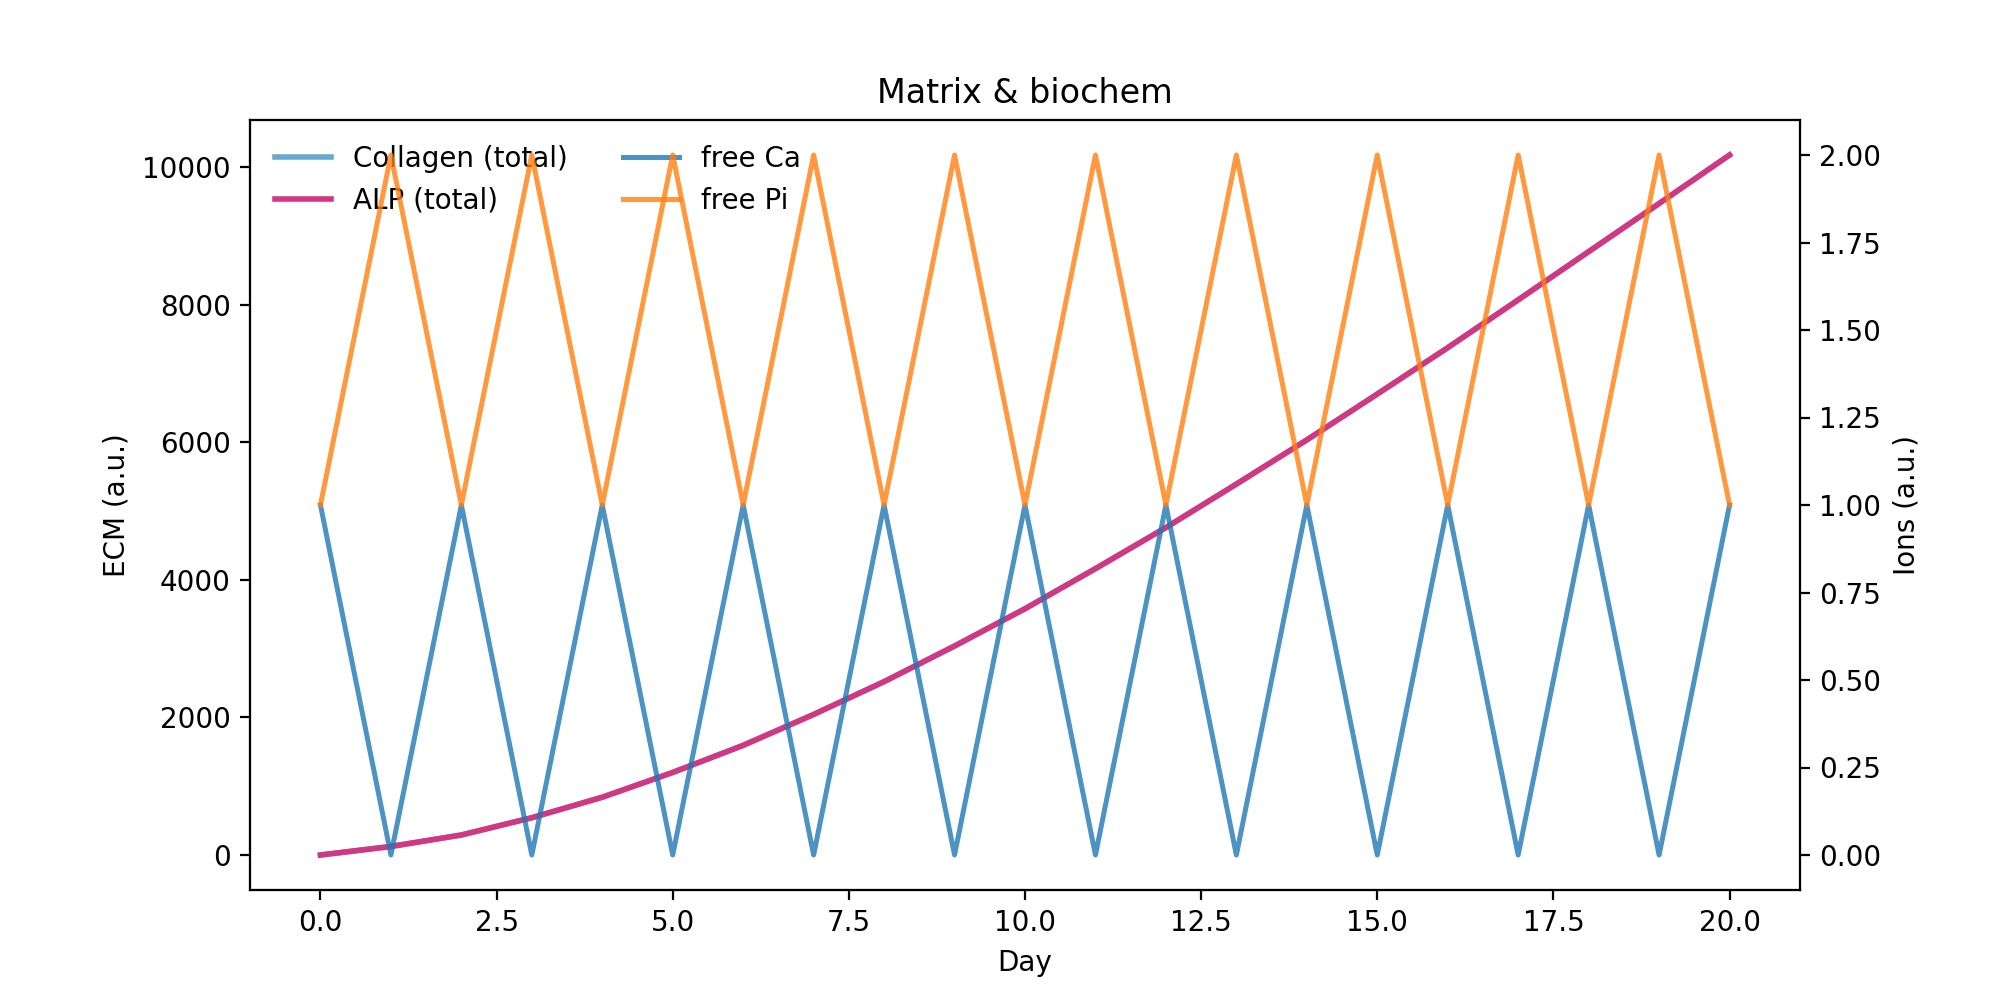 Matrix & biochem
Collagen (total)
ALP (total)
free Ca
free Pi
ECM (a.u.)
10000
8000
6000
4000
2000
0
Ions (a.u.)
2.00
1.75
1.50
1.25
1.00
0.75
0.50
0.25
0.00
0.0 2.5 5.0 7.5 10.0 12.5 15.0 17.5 20.0
Day